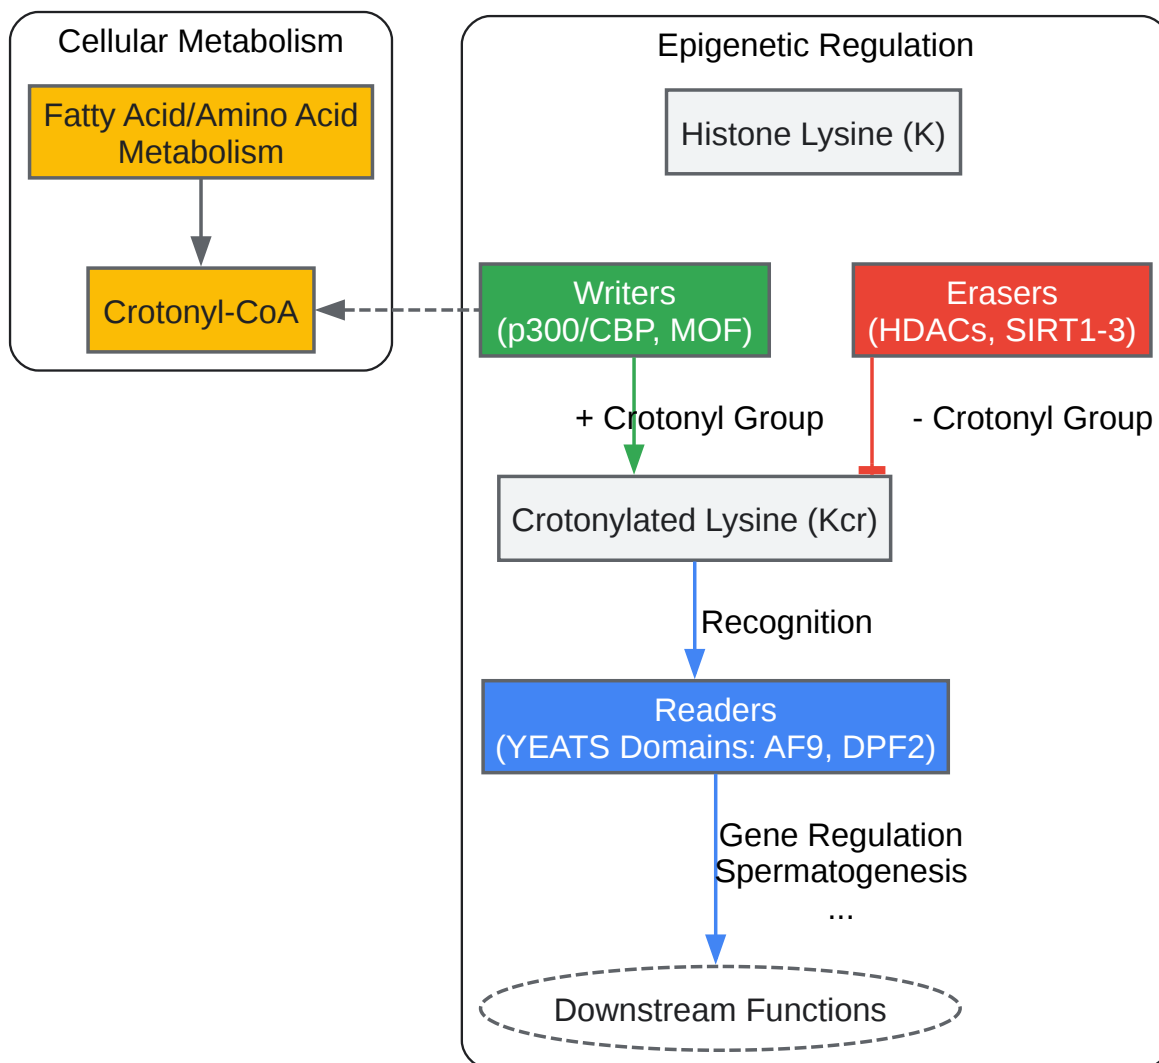 Cellular Metabolism
Fatty Acid/Amino Acid
Metabolism
Crotonyl-CoA
Epigenetic Regulation
Histone Lysine (K)
Writers
(p300/CBP, MOF)
Erasers
(HDACs, SIRT1-3)
+ Crotonyl Group
- Crotonyl Group
Crotonylated Lysine (Kcr)
Recognition
Readers
(YEATS Domains: AF9, DPF2)
Gene Regulation
Spermatogenesis
...
Downstream Functions